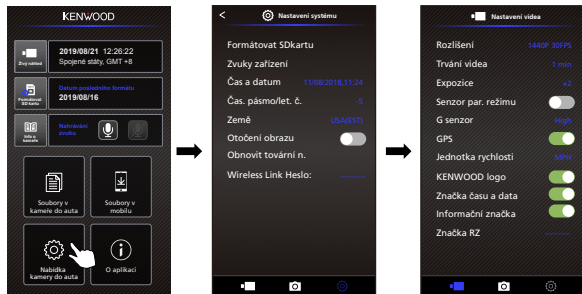 KENWOOD
2019/08/21 12:26:22
Spojené státy, GMT +8
Živý náhled
Datum posledního formátu
2019/08/16
Formátovat
SD kartu
Nahrávání
zvuku
Info o
kameře
Soubory v
kameře do auta
Soubory v
mobilu
Nabídka
kamery do auta
O aplikaci
< Nastavení systému
Formátovat SDkartu
Zvuky zařízení
Čas a datum 11/08/2018,11:24
Čas. pásmo/let. č. -5
Země USA(EST)
Otočení obrazu
Obnovit tovární n.
Wireless Link Heslo: ---------
Nastavení videa
Rozlišení 1440P 30FPS
Trvání videa 1 min
Expozice +2
Senzor par. režimu
G senzor High
GPS
Jednotka rychlosti MPH
KENWOOD logo
Značka času a data
Informační značka
Značka RZ ---------